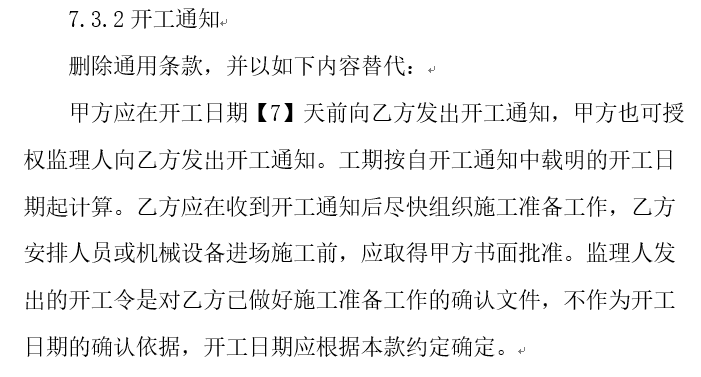 7.3.2 开工通知
删除通用条款，并以如下内容替代：
甲方应在开工日期【7】天前向乙方发出开工通知，甲方也可授
权监理人向乙方发出开工通知。工期按自开工通知中载明的开工日
期起计算。乙方应在收到开工通知后尽快组织施工准备工作，乙方
安排人员或机械设备进场施工前，应取得甲方书面批准。监理人发
出的开工令是对乙方已做好施工准备工作的确认文件，不作为开工
日期的确认依据，开工日期应根据本款约定确定。